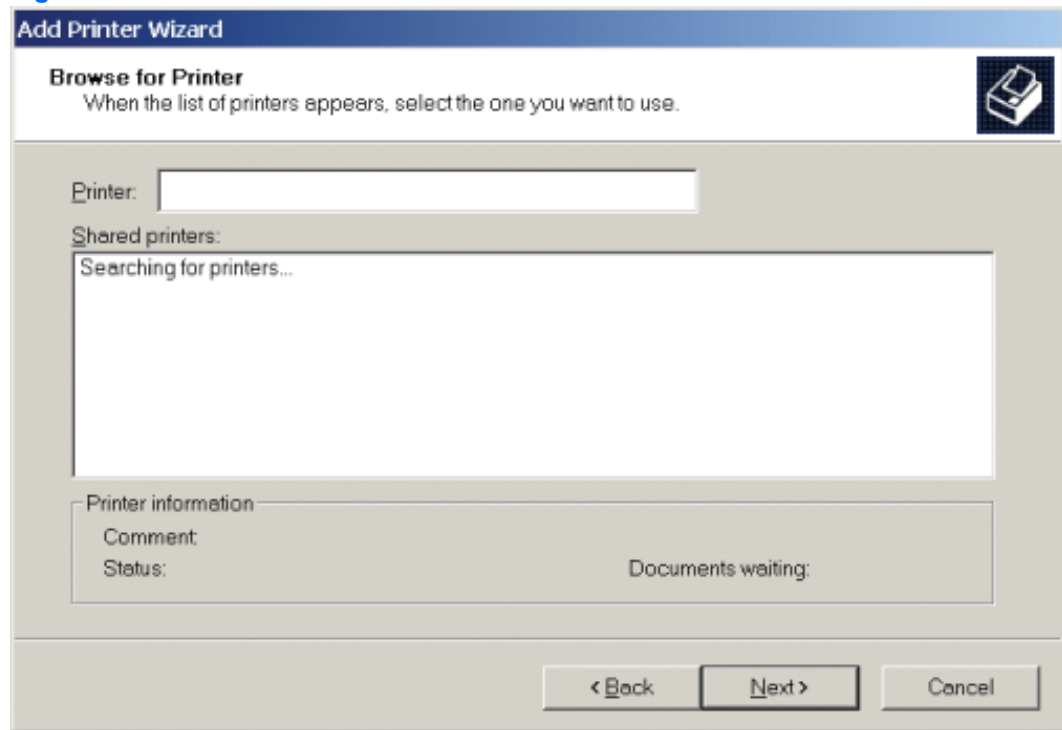 Add Printer Wizard
Browse for Printer
When the list of printers appears, select the one you want to use.
Printer:
Shared printers:
Searching for printers...
Printer information
Comment:
Status:
Documents waiting:
< Back
Next >
Cancel